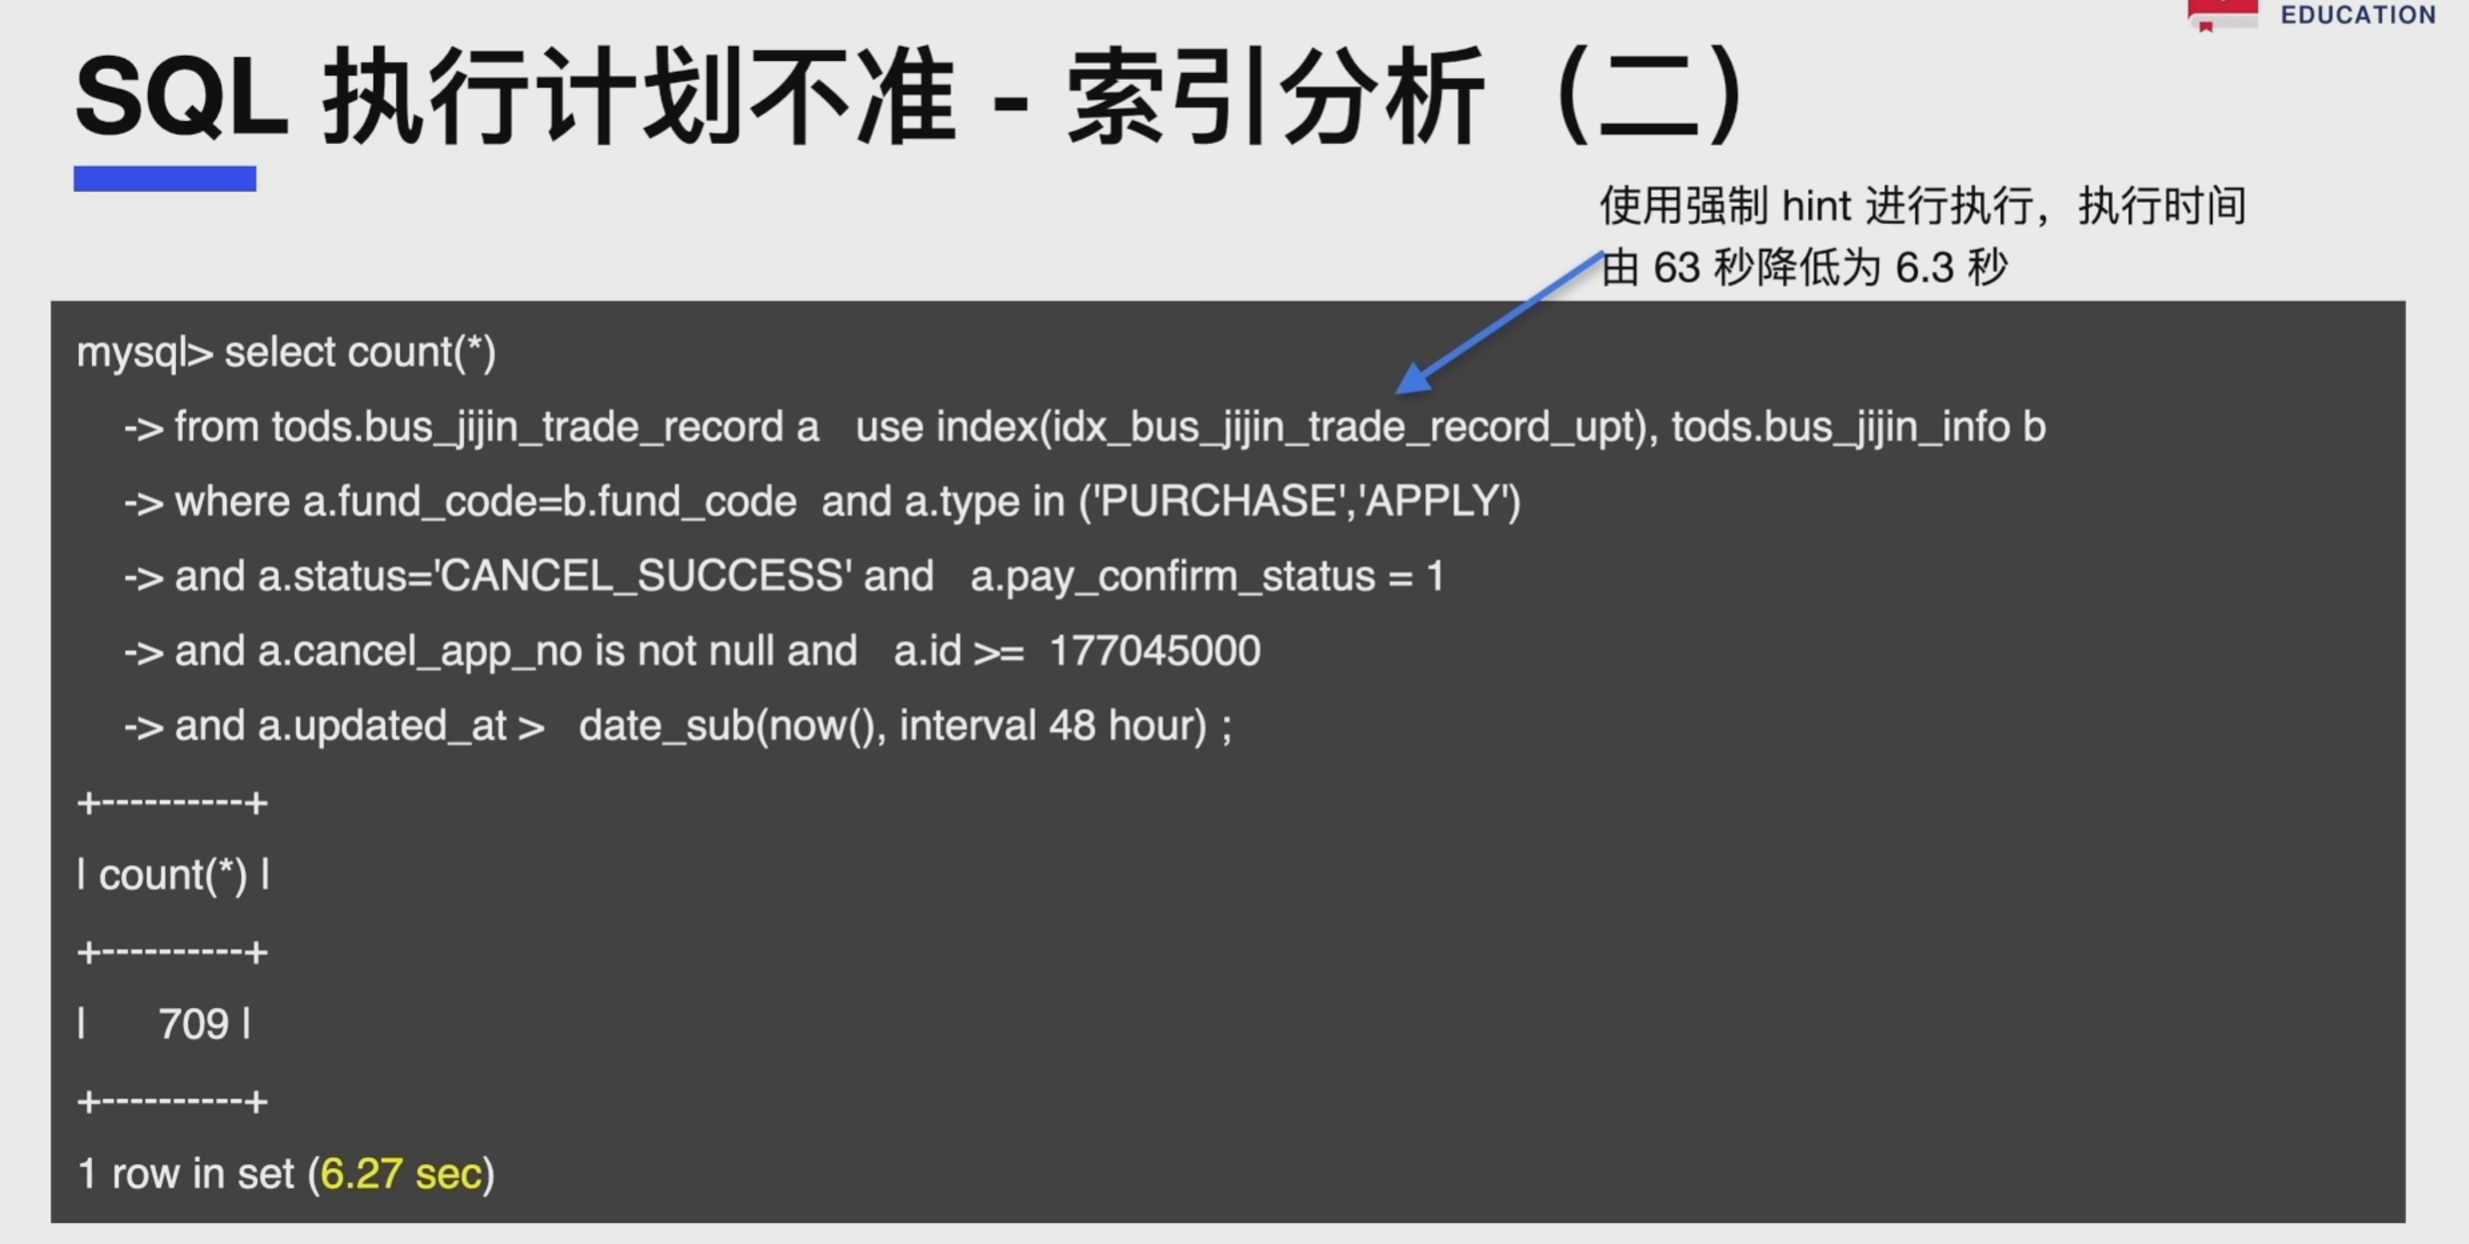 EDUCATION
SQL 执行计划不准 - 索引分析（二）
使用强制 hint 进行执行，执行时间
由 63 秒降低为 6.3 秒
mysql> select count(*)
-> from tods.bus_jijin_trade_record a   use index(idx_bus_jijin_trade_record_upt), tods.bus_jijin_info b
-> where a.fund_code=b.fund_code  and a.type in ('PURCHASE','APPLY')
-> and a.status='CANCEL_SUCCESS' and   a.pay_confirm_status = 1
-> and a.cancel_app_no is not null and   a.id >=  177045000
-> and a.updated_at >   date_sub(now(), interval 48 hour) ;
+----------+
| count(*) |
+----------+
|      709 |
+----------+
1 row in set (6.27 sec)